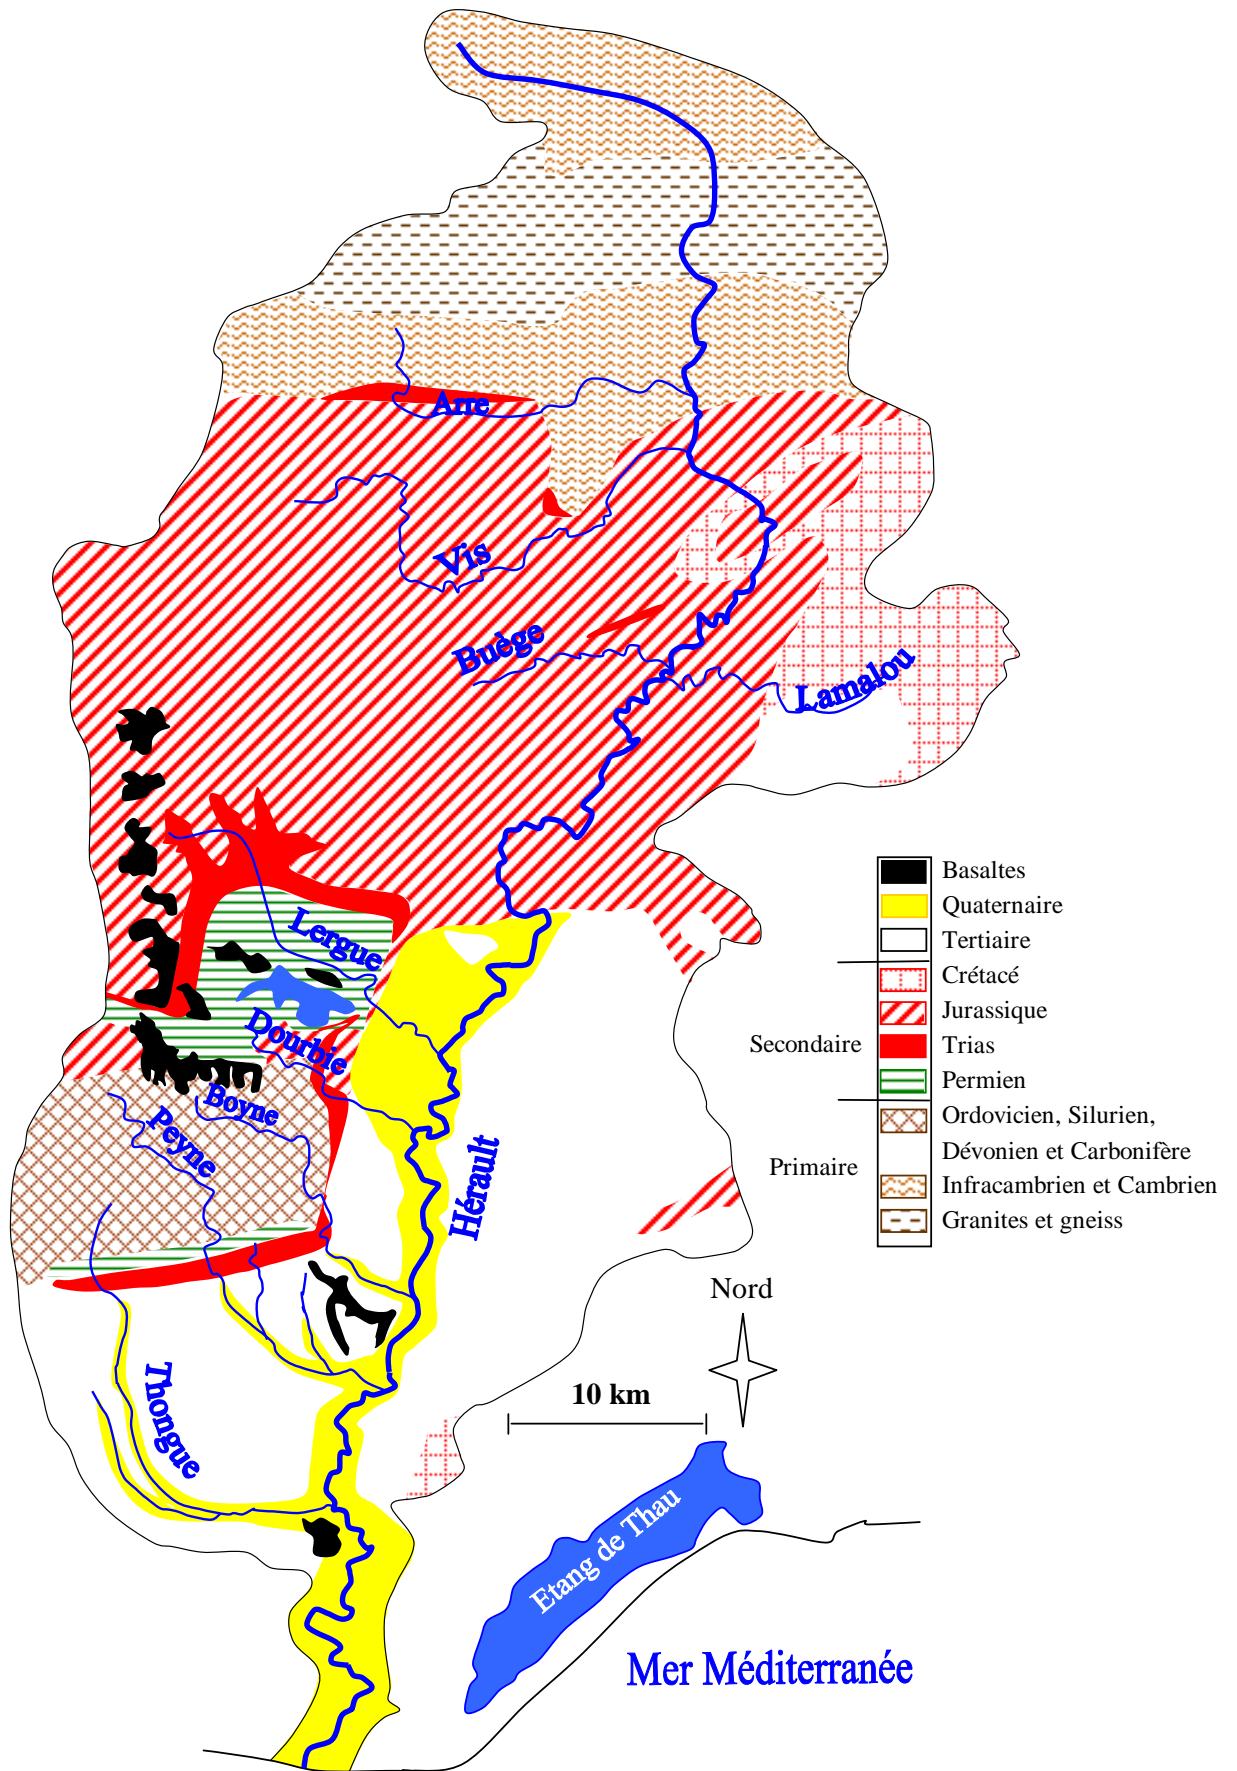 Arre
Vis
Buège
Lamalou
Lergue
Dourbie
Boyne
Peyne
Hérault
Thongue
Basaltes
Quaternaire
Tertiaire
Crétacé
Jurassique
Secondaire
Trias
Permien
Ordovicien, Silurien,
Dévonien et Carbonifère
Primaire
Infracambrien et Cambrien
Granites et gneiss
Nord
10 km
Etang de Thau
Mer Méditerranée